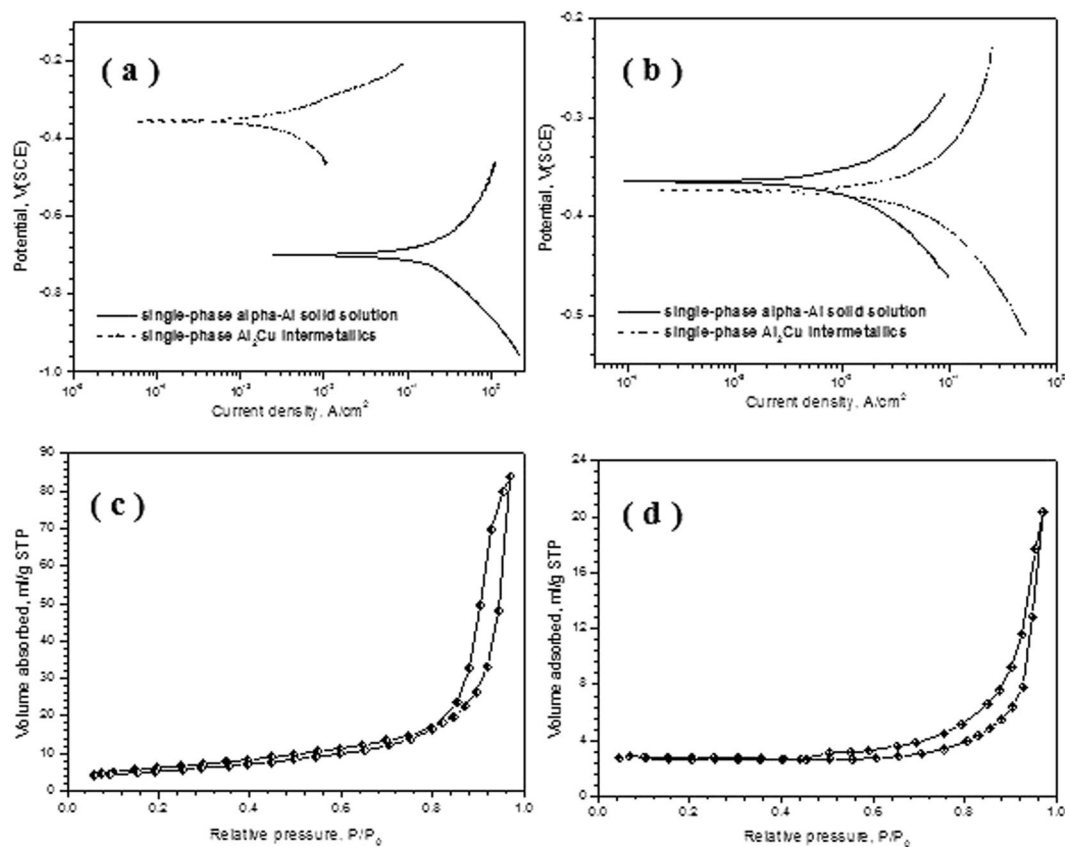 ( a )
-0.2
-0.4
-0.6
-0.8
-1.0
Potential, V(SCE)
single-phase alpha-Al solid solution
single-phase Al₂Cu intermetallics
Current density, A/cm²
( b )
-0.2
-0.3
-0.4
-0.5
Potential, V(SCE)
single-phase alpha-Al solid solution
single-phase Al₂Cu intermetallics
Current density, A/cm²
( c )
90
80
70
60
50
40
30
20
10
0
Volume absorbed, ml/g STP
0.0 0.2 0.4 0.6 0.8 1.0
Relative pressure, P/P₀
( d )
24
20
16
12
8
4
0
Volume adsorbed, ml/g STP
0.0 0.2 0.4 0.6 0.8 1.0
Relative pressure, P/P₀